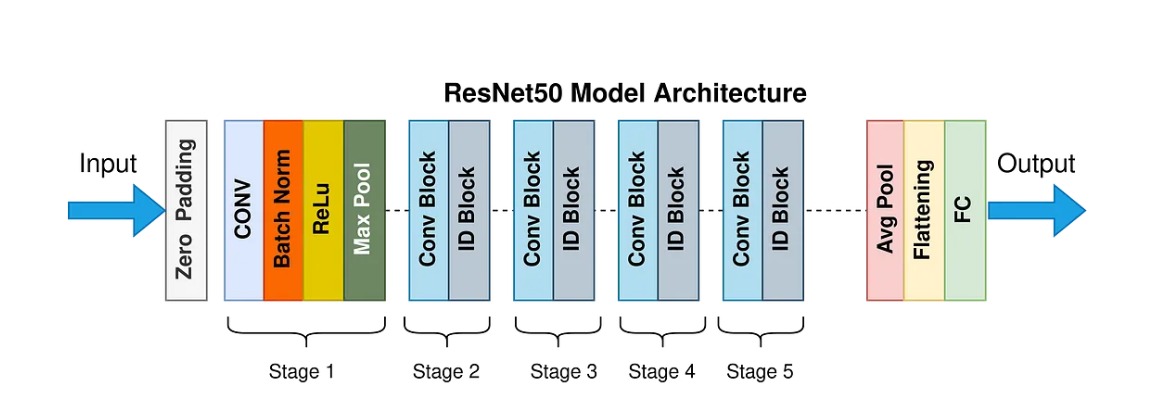 ResNet50 Model Architecture
Input
Zero Padding
CONV
Batch Norm
ReLu
Max Pool
Conv Block
ID Block
Conv Block
ID Block
Conv Block
ID Block
Conv Block
ID Block
Avg Pool
Flattening
FC
Output
Stage 1
Stage 2
Stage 3
Stage 4
Stage 5